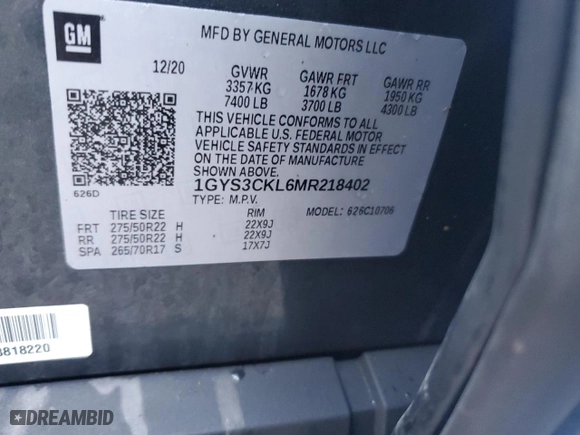 GM
MFD BY GENERAL MOTORS LLC
12/20 GVWR GAWR FRT GAWR RR
3357 KG 1678 KG 1950 KG
7400 LB 3700 LB 4300 LB
THIS VEHICLE CONFORMS TO ALL
APPLICABLE U.S. FEDERAL MOTOR
VEHICLE SAFETY STANDARDS IN EFFECT
ON THE DATE OF MANUFACTURE
SHOWN ABOVE.
626D
1GYS3CKL6MR218402
TYPE: M.P.V. MODEL: 626C10706
TIRE SIZE RIM
FRT 275/50R22 H 22X9J
RR 275/50R22 H 22X9J
SPA 265/70R17 S 17X7J
818220
DREAMBID